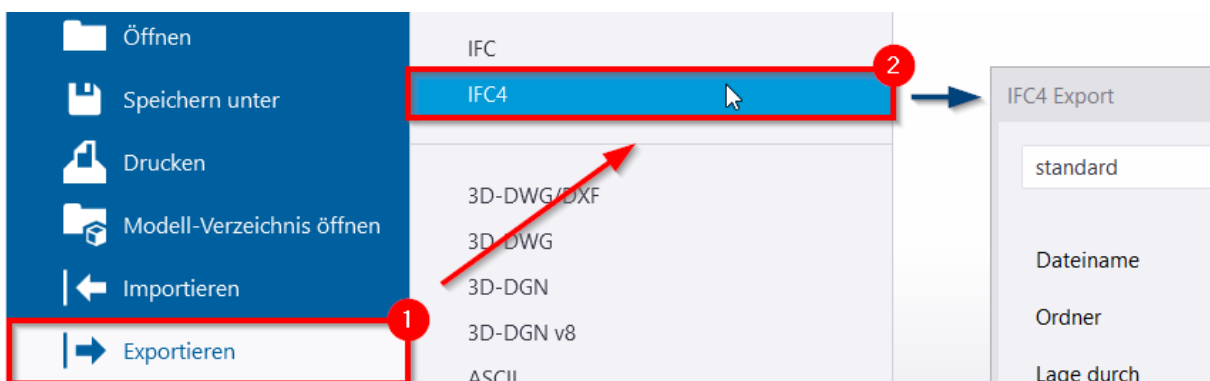 Öffnen
Speichern unter
Drucken
Modell-Verzeichnis öffnen
Importieren
1
Exportieren
IFC
2
IFC4
3D-DWG/DXF
3D-DWG
3D-DGN
3D-DGN v8
ASCII
IFC4 Export
standard
Dateiname
Ordner
Lage durch